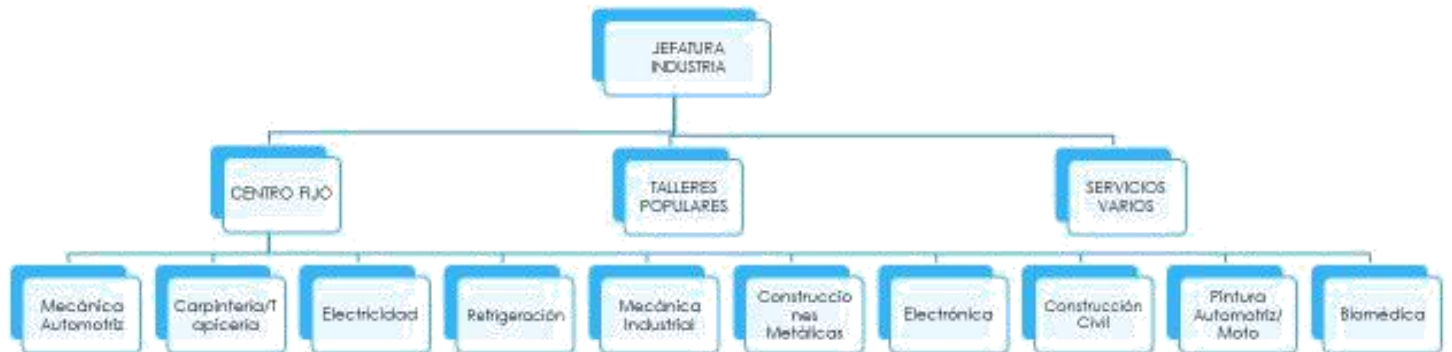 JEFATURA
INDUSTRIA
CENTRO FIJO
TALLERES
POPULARES
SERVICIOS
VARIOS
Mecánica
Automotriz
Carpintería/T
apicería
Electricidad
Refrigeración
Mecánica
Industrial
Construccio
nes
Metálicas
Electrónica
Construcción
Civil
Pintura
Automotriz/
Moto
Biomédica